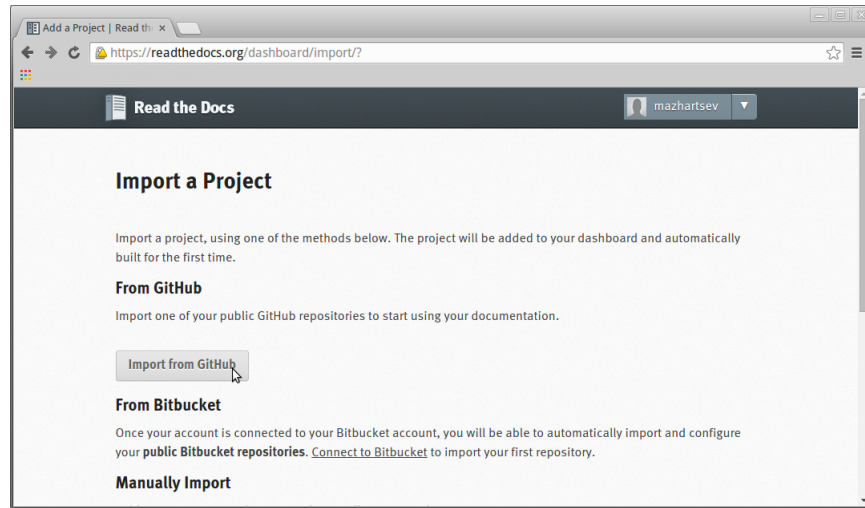 Add a Project | Read th
https://readthedocs.org/dashboard/import/?
Read the Docs
mazhartsev
Import a Project
Import a project, using one of the methods below. The project will be added to your dashboard and automatically
built for the first time.
From GitHub
Import one of your public GitHub repositories to start using your documentation.
Import from GitHub
From Bitbucket
Once your account is connected to your Bitbucket account, you will be able to automatically import and configure
your public Bitbucket repositories. Connect to Bitbucket to import your first repository.
Manually Import